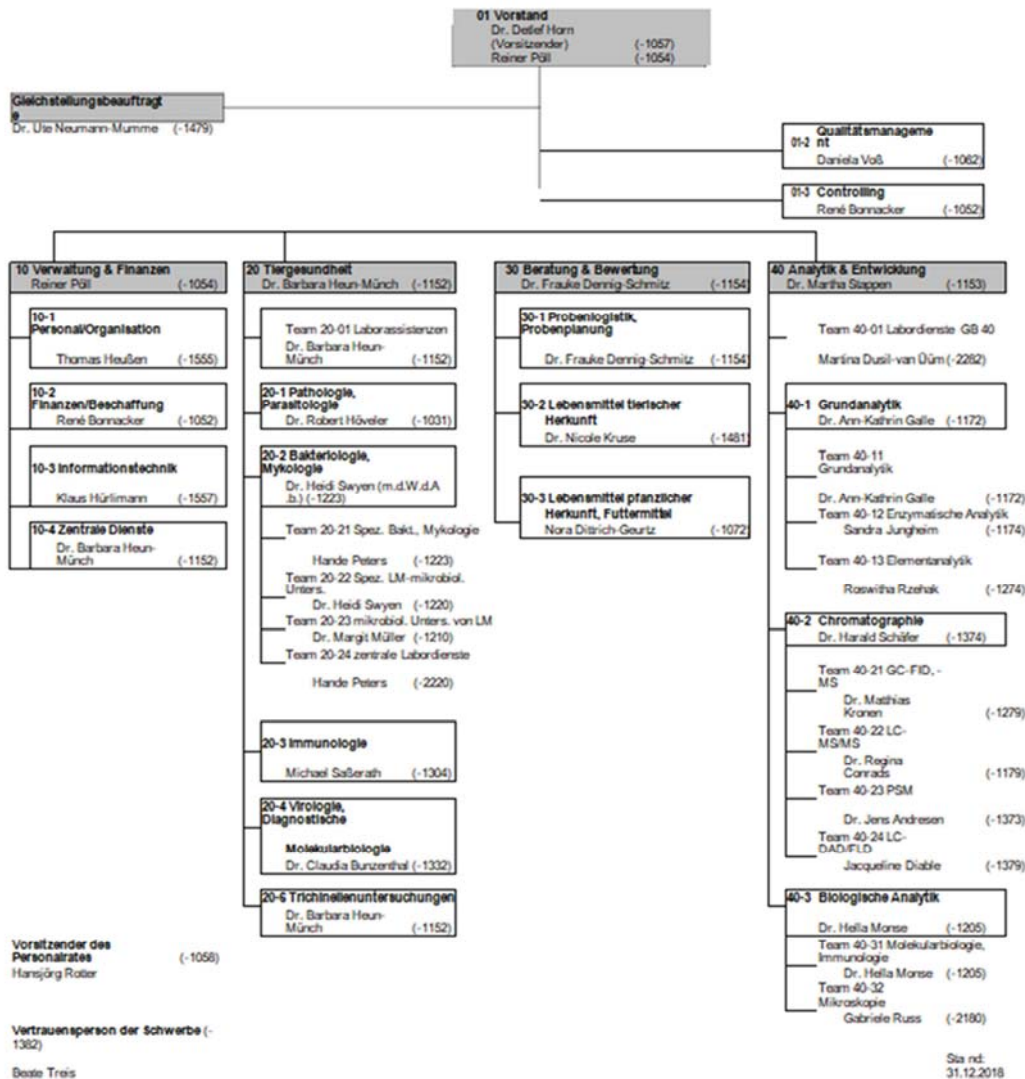 01 Vorstand
Dr. Detlef Horn
(Vorsitzender) (-1057)
Reiner Pöll (-1054)
Gleichstellungsbeauftragt
e
Dr. Ute Neumann-Mumme (-1479)
Qualitätsmanageme
01-2 nt
Daniela Voß (-1062)
01-3 Controlling
René Bonnacker (-1052)
10 Verwaltung & Finanzen
Reiner Pöll (-1054)
10-1
Personal/Organisation
Thomas Heußen (-1555)
10-2
Finanzen/Beschaffung
René Bonnacker (-1052)
10-3 Informationstechnik
Klaus Hürlimann (-1557)
10-4 Zentrale Dienste
Dr. Barbara Heun-
Münch (-1152)
20 Tiergesundheit
Dr. Barbara Heun-Münch (-1152)
Team 20-01 Laborassistenzen
Dr. Barbara Heun-
Münch (-1152)
20-1 Pathologie,
Parasitologie
Dr. Robert Höveler (-1031)
20-2 Bakteriologie,
Mykologie
Dr. Heidi Swyen (m.d.W.d.A
.b.) (-1223)
Team 20-21 Spez. Bakt., Mykologie
Hande Peters (-1223)
Team 20-22 Spez. LM-mikrobiol.
Unters.
Dr. Heidi Swyen (-1220)
Team 20-23 mikrobiol. Unters. von LM
Dr. Margit Müller (-1210)
Team 20-24 zentrale Labordienste
Hande Peters (-2220)
20-3 Immunologie
Michael Saßerath (-1304)
20-4 Virologie,
Diagnostische
Molekularbiologie
Dr. Claudia Bunzenthal (-1332)
20-6 Trichinellenuntersuchungen
Dr. Barbara Heun-
Münch (-1152)
30 Beratung & Bewertung
Dr. Frauke Dennig-Schmitz (-1154)
30-1 Probenlogistik,
Probenplanung
Dr. Frauke Dennig-Schmitz (-1154)
30-2 Lebensmittel tierischer
Herkunft
Dr. Nicole Kruse (-1481)
30-3 Lebensmittel pfanzlicher
Herkunft, Futtermittel
Nora Dittrich-Geurtz (-1072)
40 Analytik & Entwicklung
Dr. Martha Stappen (-1153)
Team 40-01 Labordienste GB 40
Martina Dusil-van Üüm (-2282)
40-1 Grundanalytik
Dr. Ann-Kathrin Galle (-1172)
Team 40-11
Grundanalytik
Dr. Ann-Kathrin Galle (-1172)
Team 40-12 Enzymatische Analytik
Sandra Jungheim (-1174)
Team 40-13 Elementanalytik
Roswitha Rzehak (-1274)
40-2 Chromatographie
Dr. Harald Schäfer (-1374)
Team 40-21 GC-FID, -
MS
Dr. Matthias
Kronen (-1279)
Team 40-22 LC-
MS/MS
Dr. Regina
Conrads (-1179)
Team 40-23 PSM
Dr. Jens Andresen (-1373)
Team 40-24 LC-
DAD/FLD
Jacqueline Diable (-1379)
40-3 Biologische Analytik
Dr. Hella Monse (-1205)
Team 40-31 Molekularbiologie,
Immunologie
Dr. Hella Monse (-1205)
Team 40-32
Mikroskopie
Gabriele Russ (-2180)
Vorsitzender des
Personalrates (-1058)
Hansjörg Rotter
Vertrauensperson der Schwerbe (-
1382)
Beate Treis
Sta nd:
31.12.2018